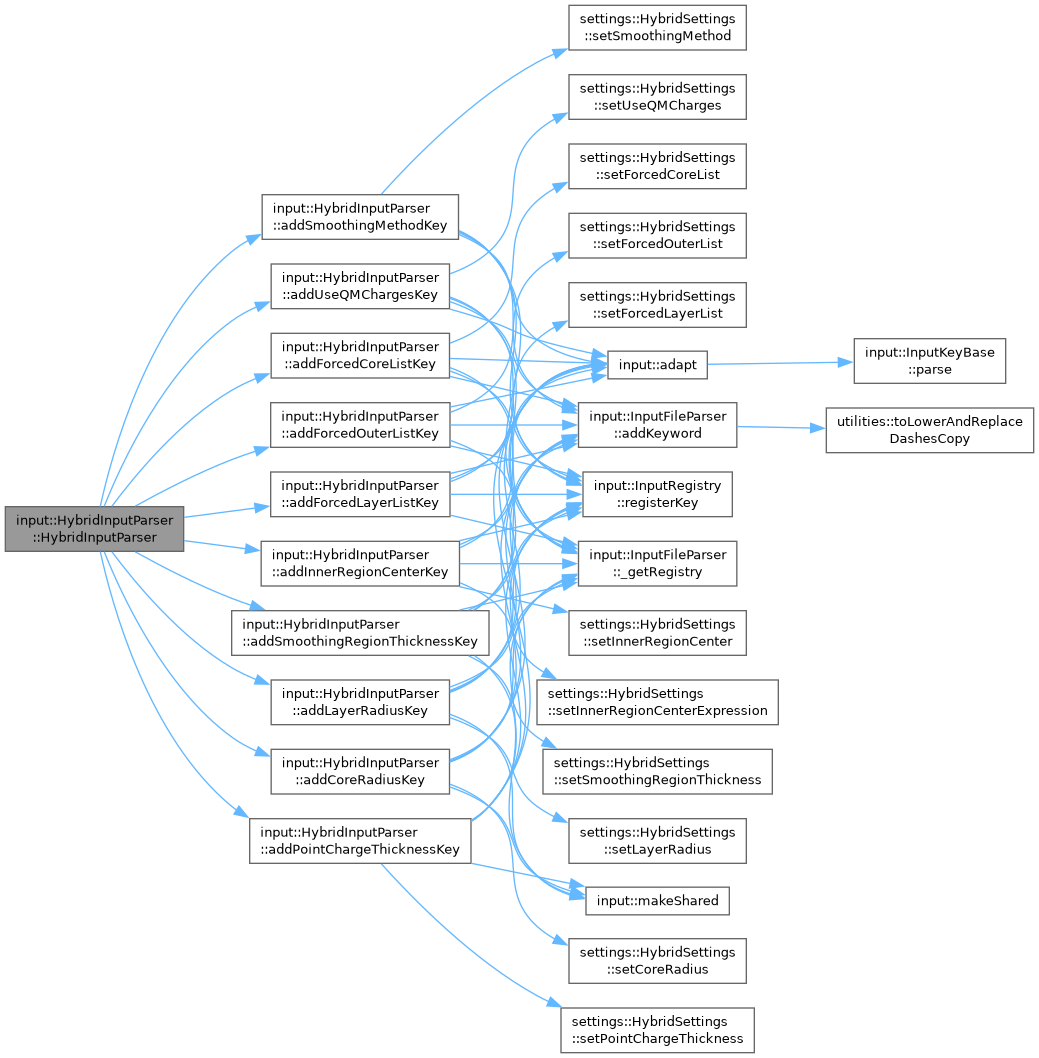 input::HybridInputParser
::HybridInputParser
input::HybridInputParser
::addSmoothingMethodKey
input::HybridInputParser
::addUseQMChargesKey
input::HybridInputParser
::addForcedCoreListKey
input::HybridInputParser
::addForcedOuterListKey
input::HybridInputParser
::addForcedLayerListKey
input::HybridInputParser
::addInnerRegionCenterKey
input::HybridInputParser
::addSmoothingRegionThicknessKey
input::HybridInputParser
::addLayerRadiusKey
input::HybridInputParser
::addCoreRadiusKey
input::HybridInputParser
::addPointChargeThicknessKey
settings::HybridSettings
::setSmoothingMethod
settings::HybridSettings
::setUseQMCharges
settings::HybridSettings
::setForcedCoreList
settings::HybridSettings
::setForcedOuterList
settings::HybridSettings
::setForcedLayerList
input::adapt
input::InputFileParser
::addKeyword
input::InputRegistry
::registerKey
input::InputFileParser
::_getRegistry
settings::HybridSettings
::setInnerRegionCenter
settings::HybridSettings
::setInnerRegionCenterExpression
settings::HybridSettings
::setSmoothingRegionThickness
settings::HybridSettings
::setLayerRadius
input::makeShared
settings::HybridSettings
::setCoreRadius
settings::HybridSettings
::setPointChargeThickness
input::InputKeyBase
::parse
utilities::toLowerAndReplace
DashesCopy